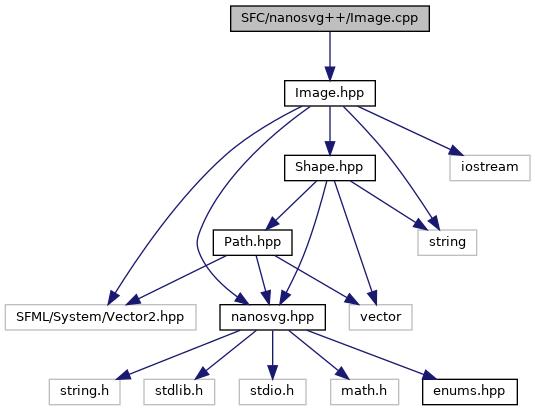 SFC/nanosvg++/Image.cpp
Image.hpp
Shape.hpp
iostream
Path.hpp
string
SFML/System/Vector2.hpp
nanosvg.hpp
vector
string.h
stdlib.h
stdio.h
math.h
enums.hpp